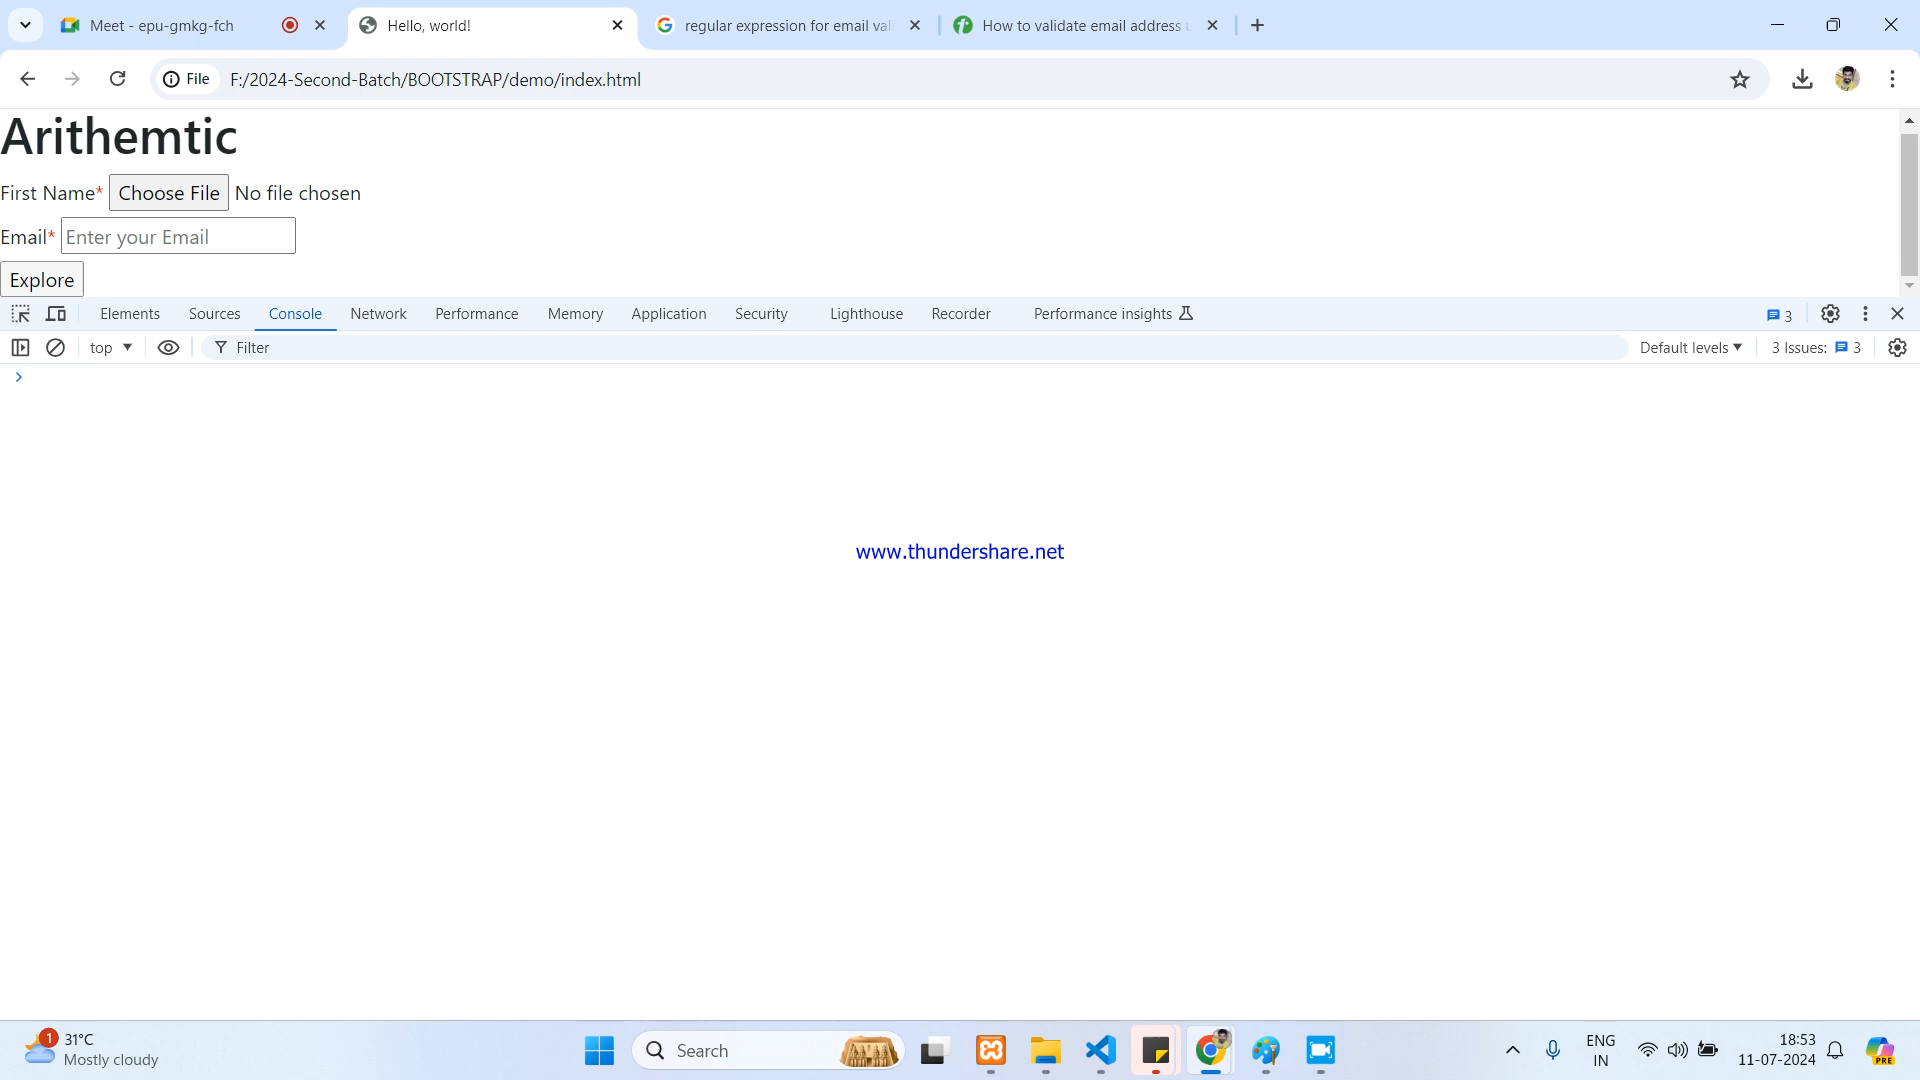 Meet - epu-gmkg-fch
Hello, world!
regular expression for email val
How to validate email address u
File
F:/2024-Second-Batch/BOOTSTRAP/demo/index.html
Arithemtic
First Name* Choose File No file chosen
Email* Enter your Email
Explore
Elements Sources Console Network Performance Memory Application Security Lighthouse Recorder Performance insights 3
top Filter Default levels 3 Issues: 3
www.thundershare.net
1
31°C
Mostly cloudy
Search
ENG
IN
18:53
11-07-2024
PRE